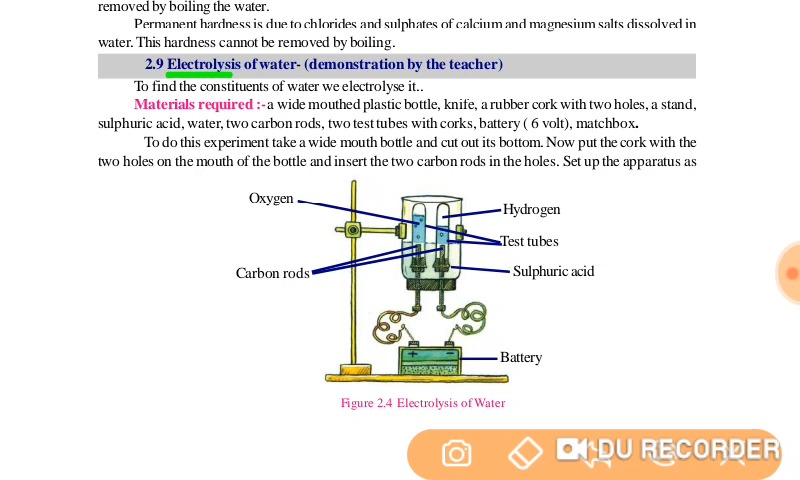 removed by boiling the water.
Permanent hardness is due to chlorides and sulphates of calcium and magnesium salts dissolved in
water. This hardness cannot be removed by boiling.
2.9 Electrolysis of water- (demonstration by the teacher)
To find the constituents of water we electrolyse it..
Materials required :- a wide mouthed plastic bottle, knife, a rubber cork with two holes, a stand,
sulphuric acid, water, two carbon rods, two test tubes with corks, battery ( 6 volt), matchbox.
To do this experiment take a wide mouth bottle and cut out its bottom. Now put the cork with the
two holes on the mouth of the bottle and insert the two carbon rods in the holes. Set up the apparatus as
Oxygen
Hydrogen
Test tubes
Carbon rods
Sulphuric acid
+ −
Battery
Figure 2.4 Electrolysis of Water
DU RECORDER